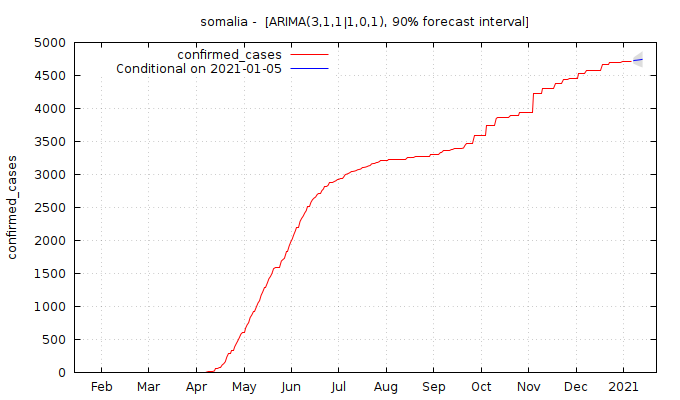 somalia -  [ARIMA(3,1,1|1,0,1), 90% forecast interval]
confirmed_cases
Conditional on 2021-01-05
5000
4500
4000
3500
3000
2500
2000
1500
1000
500
0
confirmed_cases
Feb Mar Apr May Jun Jul Aug Sep Oct Nov Dec 2021